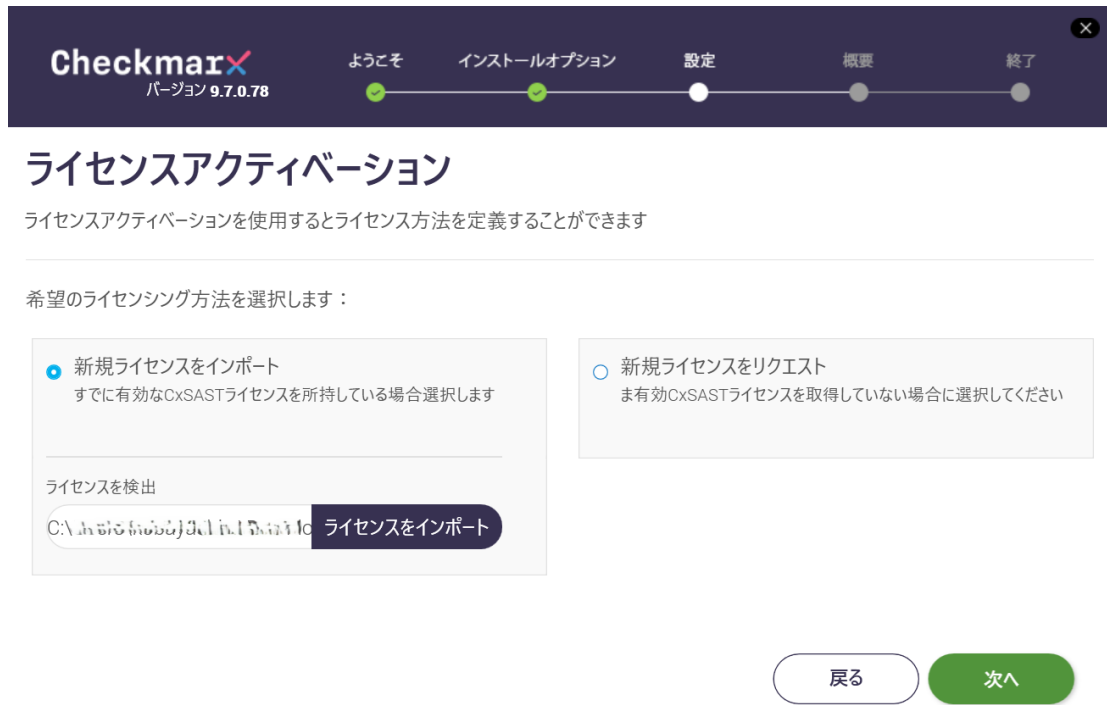 Checkmarx
バージョン 9.7.0.78
ようこそ
インストールオプション
設定
概要
終了
ライセンスアクティベーション
ライセンスアクティベーションを使用するとライセンス方法を定義することができます
希望のライセンシング方法を選択します：
新規ライセンスをインポート
すでに有効なCxSASTライセンスを所持している場合選択します
ライセンスを検出
C:\
ライセンスをインポート
新規ライセンスをリクエスト
ま有効CxSASTライセンスを取得していない場合に選択してください
戻る
次へ